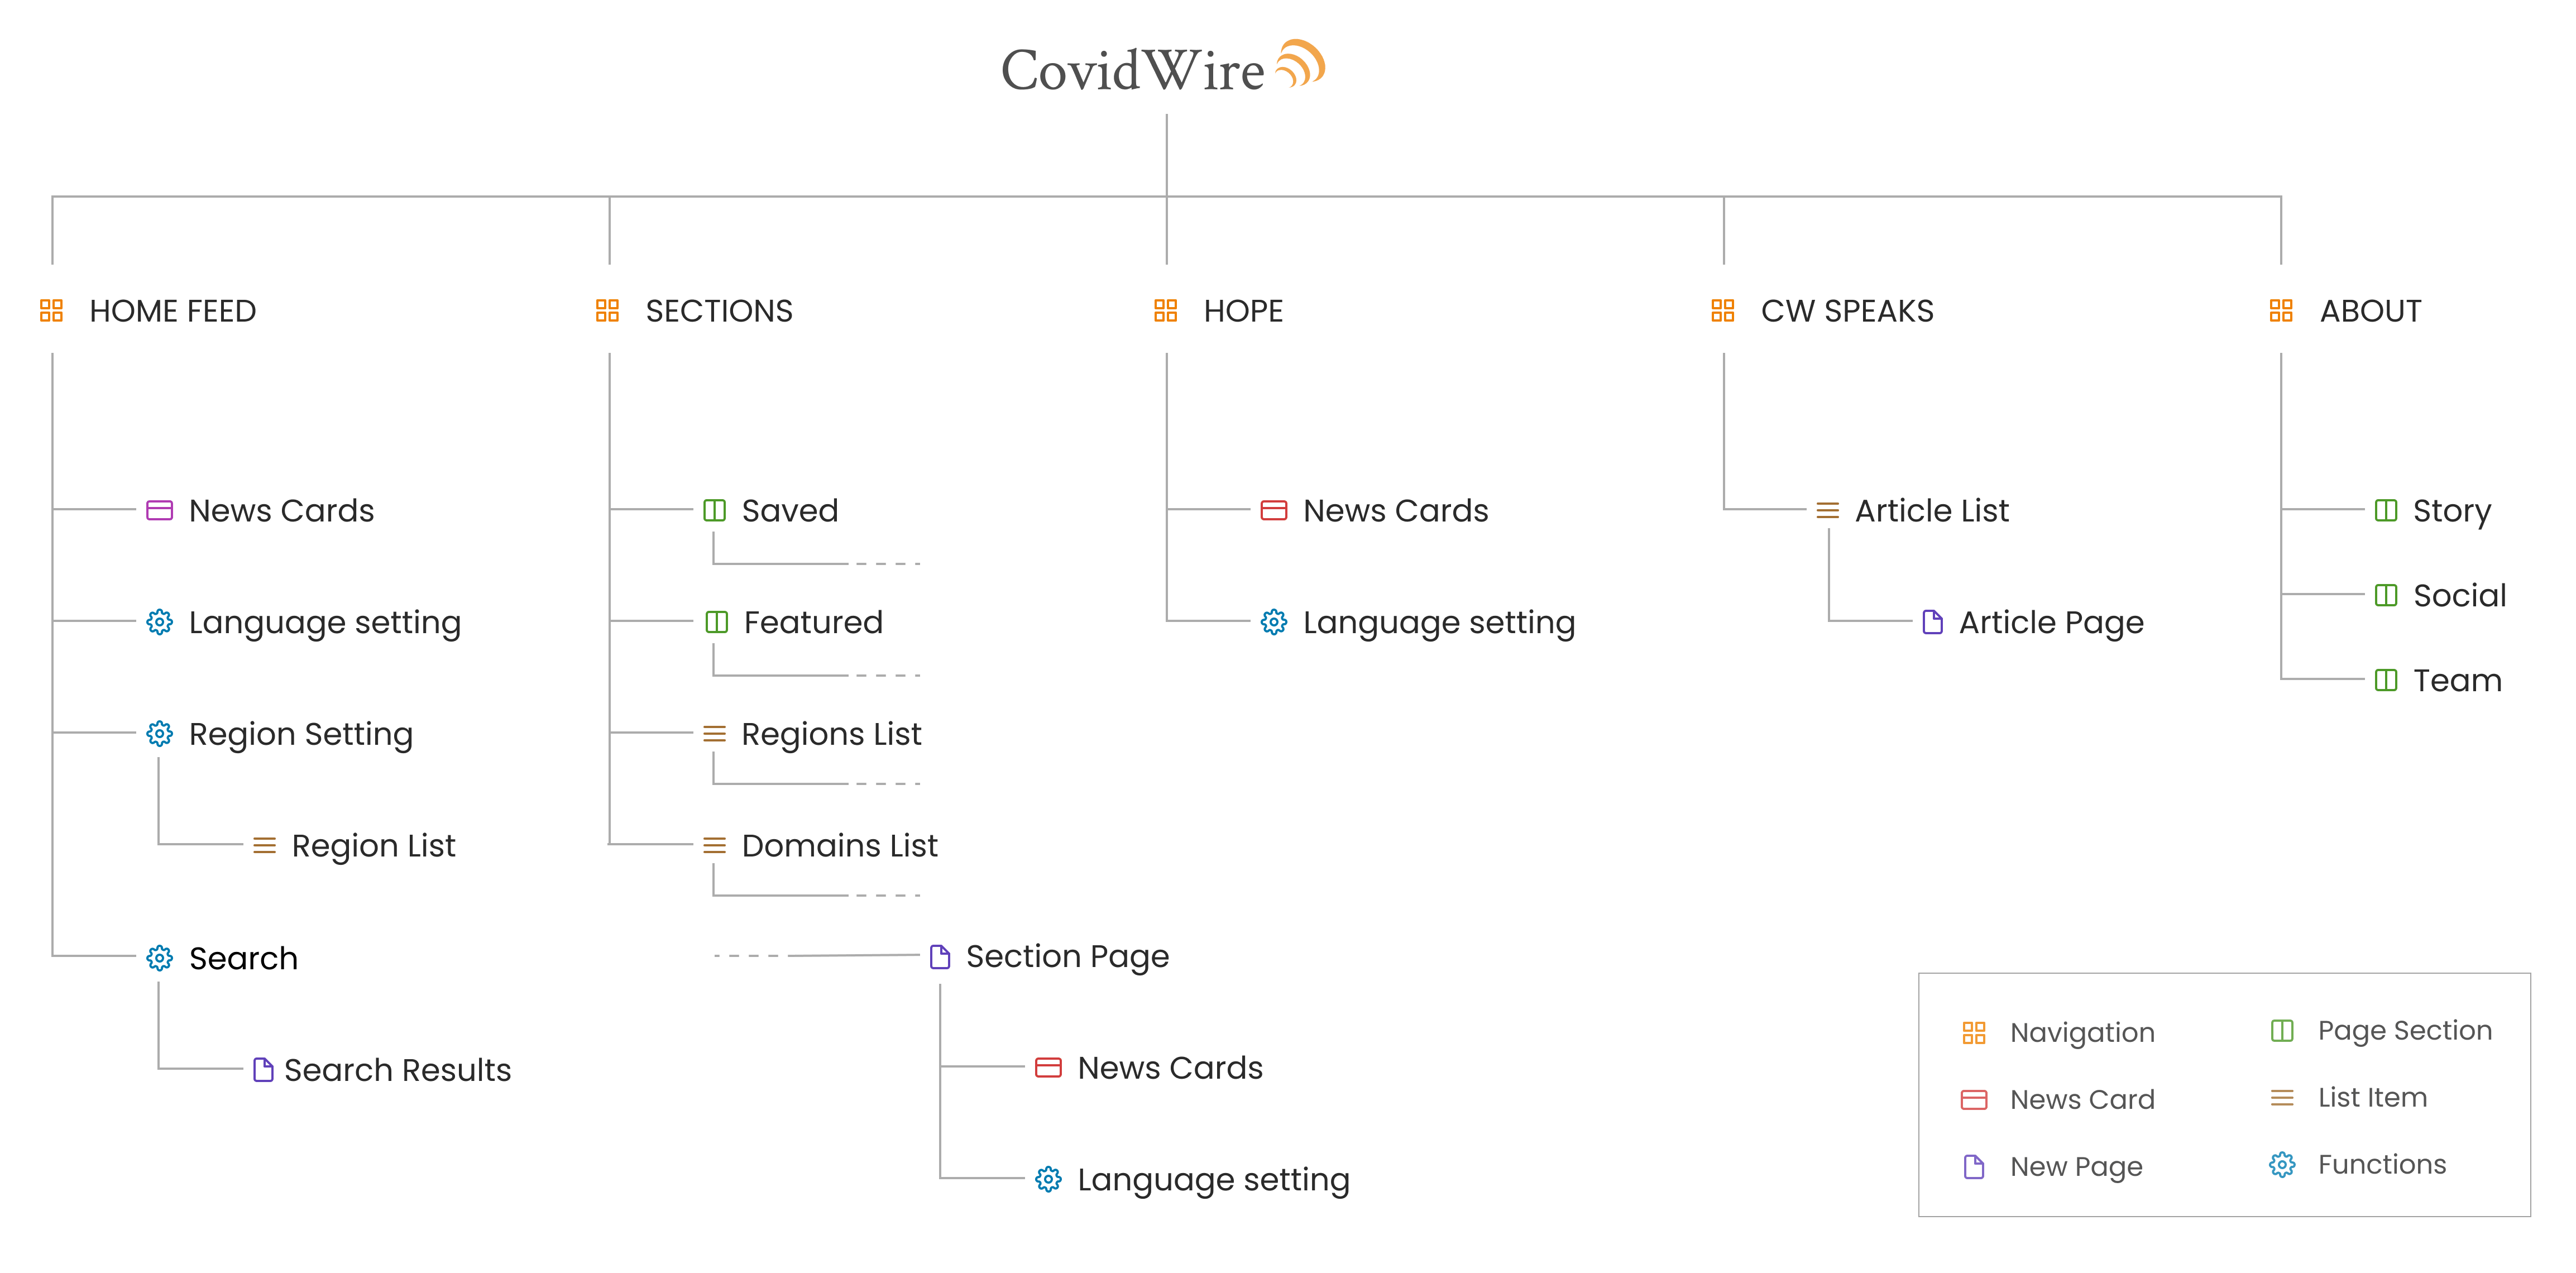 CovidWire
HOME FEED
SECTIONS
HOPE
CW SPEAKS
ABOUT
News Cards
Language setting
Region Setting
Region List
Search
Search Results
Saved
Featured
Regions List
Domains List
Section Page
News Cards
Language setting
News Cards
Language setting
Article List
Article Page
Story
Social
Team
Navigation
News Card
New Page
Page Section
List Item
Functions